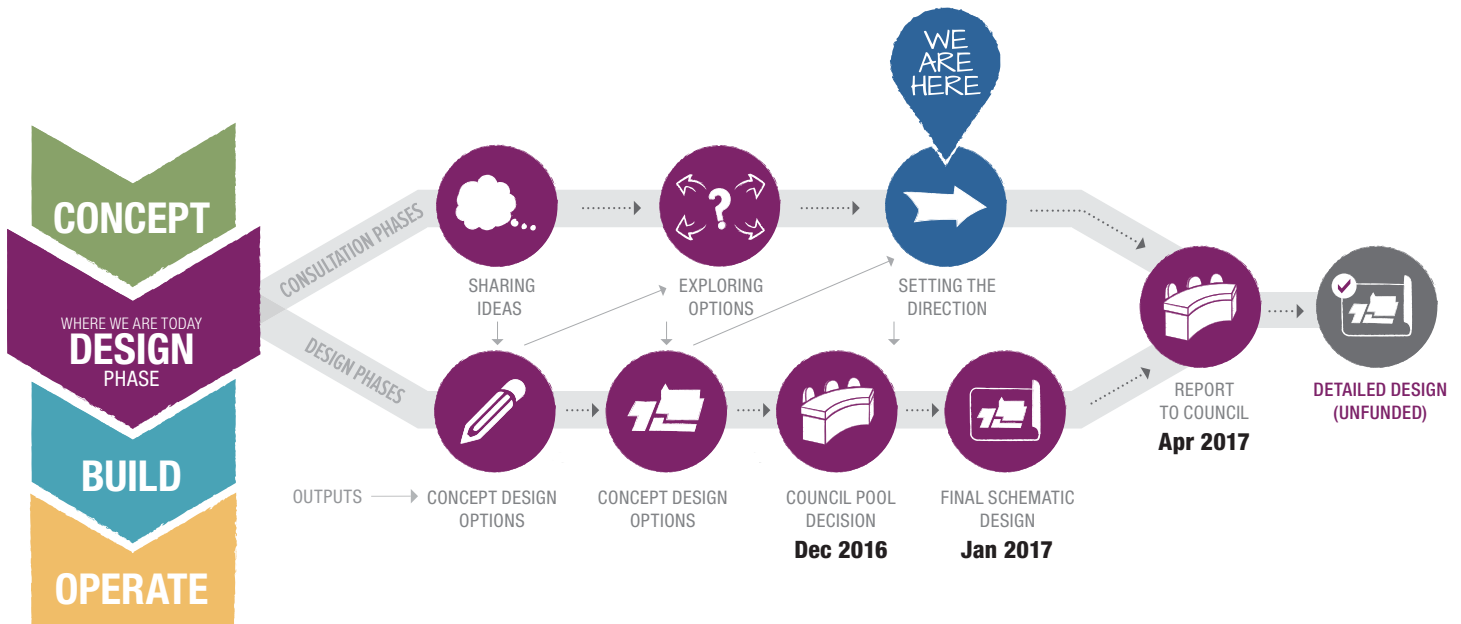 WE
ARE
HERE
CONCEPT
WHERE WE ARE TODAY
DESIGN
PHASE
BUILD
OPERATE
CONSULTATION PHASES
SHARING
IDEAS
?
EXPLORING
OPTIONS
SETTING THE
DIRECTION
DESIGN PHASES
OUTPUTS
CONCEPT DESIGN
OPTIONS
CONCEPT DESIGN
OPTIONS
COUNCIL POOL
DECISION
Dec 2016
FINAL SCHEMATIC
DESIGN
Jan 2017
REPORT
TO COUNCIL
Apr 2017
DETAILED DESIGN
(UNFUNDED)